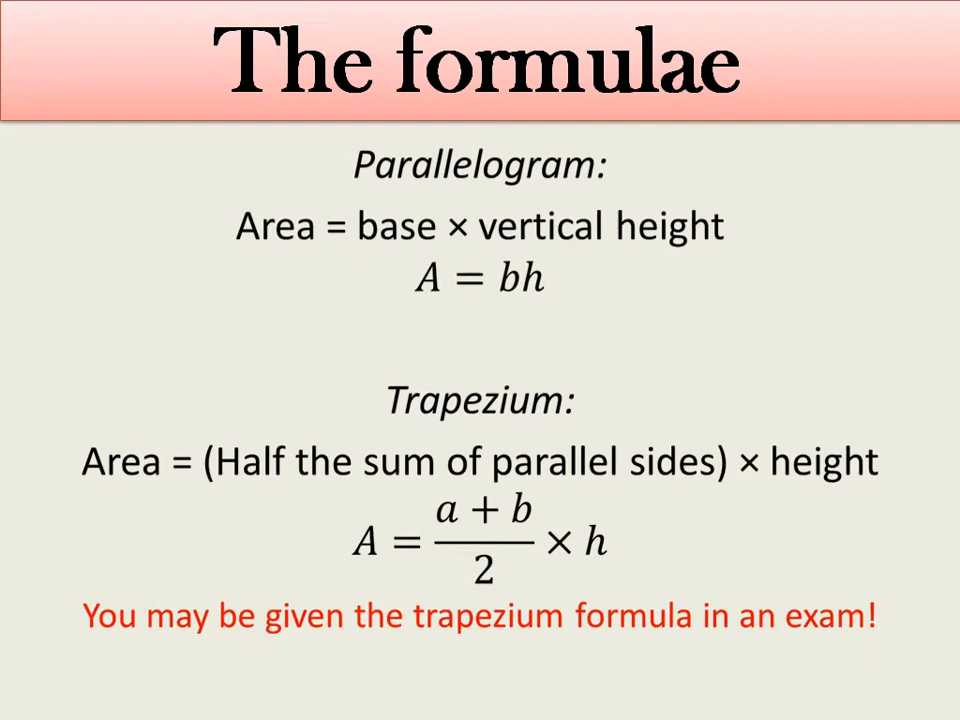 The formulae
Parallelogram:
Area = base × vertical height
A = bh
Trapezium:
Area = (Half the sum of parallel sides) × height
A = a + b / 2 × h
You may be given the trapezium formula in an exam!